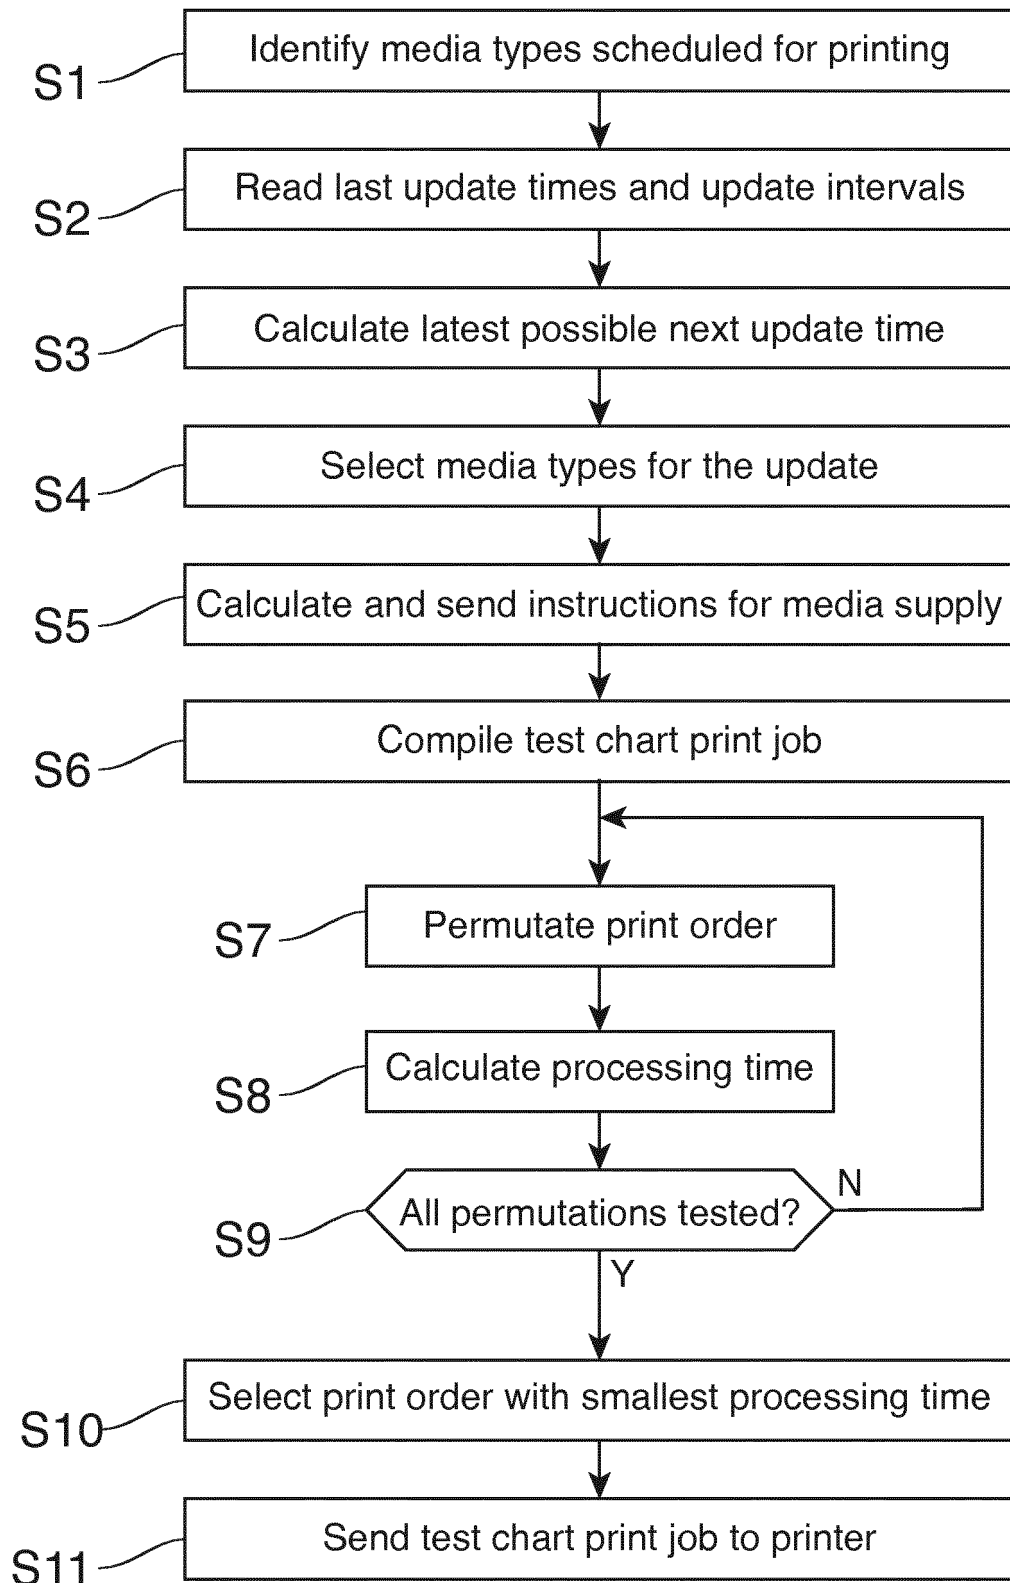 S1
Identify media types scheduled for printing
S2
Read last update times and update intervals
S3
Calculate latest possible next update time
S4
Select media types for the update
S5
Calculate and send instructions for media supply
S6
Compile test chart print job
S7
Permutate print order
S8
Calculate processing time
S9
All permutations tested?
N
Y
S10
Select print order with smallest processing time
S11
Send test chart print job to printer